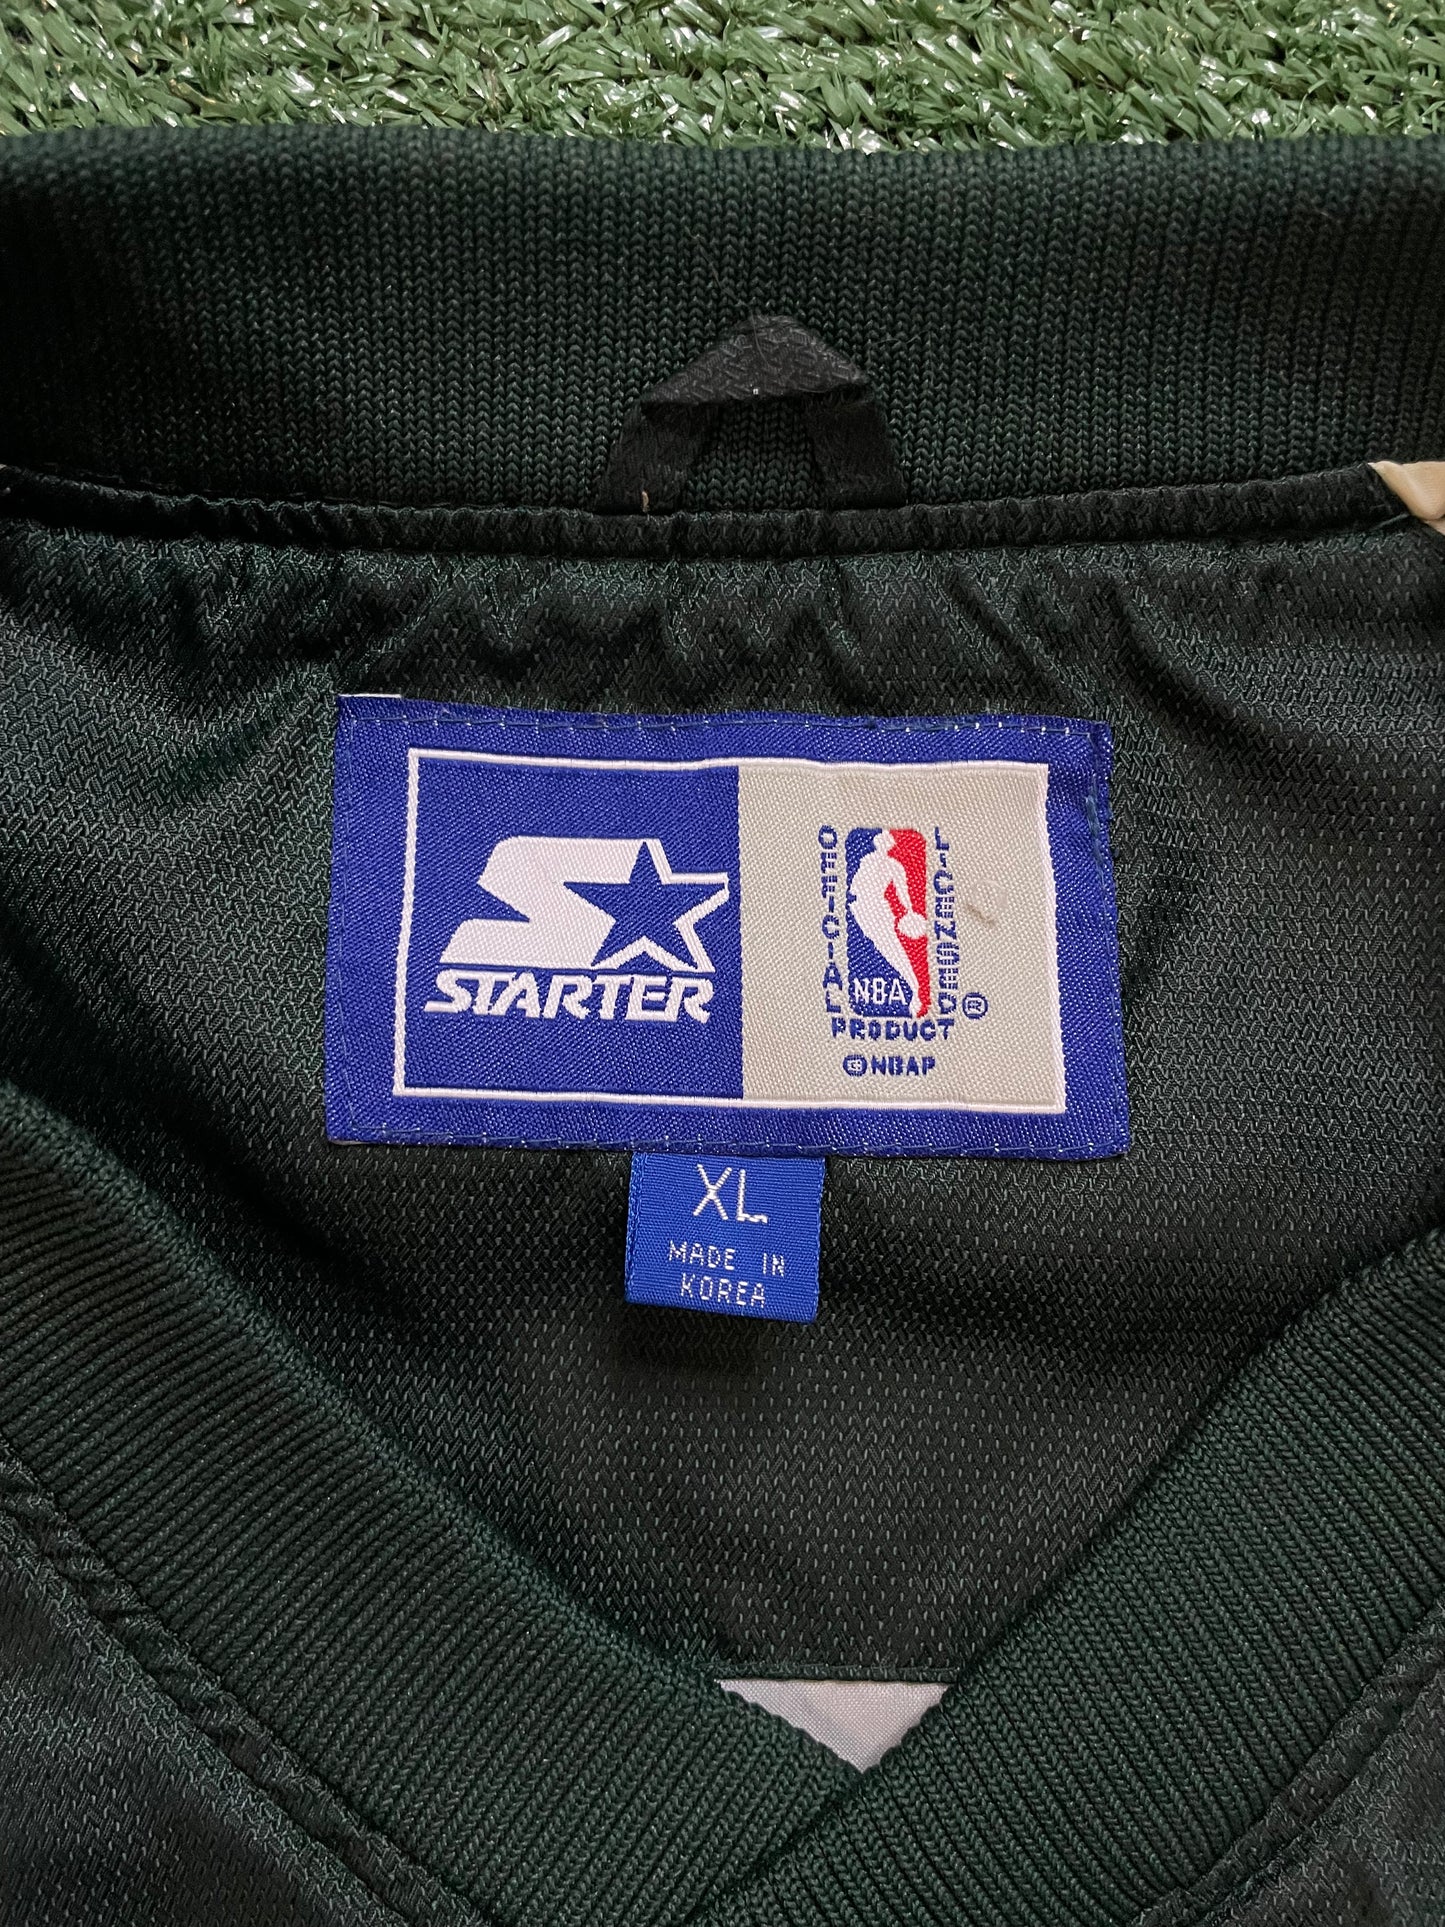 STARTER
OFFICIAL
LICENSED
NBA
PRODUCT ®
©NBAP
XL
MADE IN
KOREA